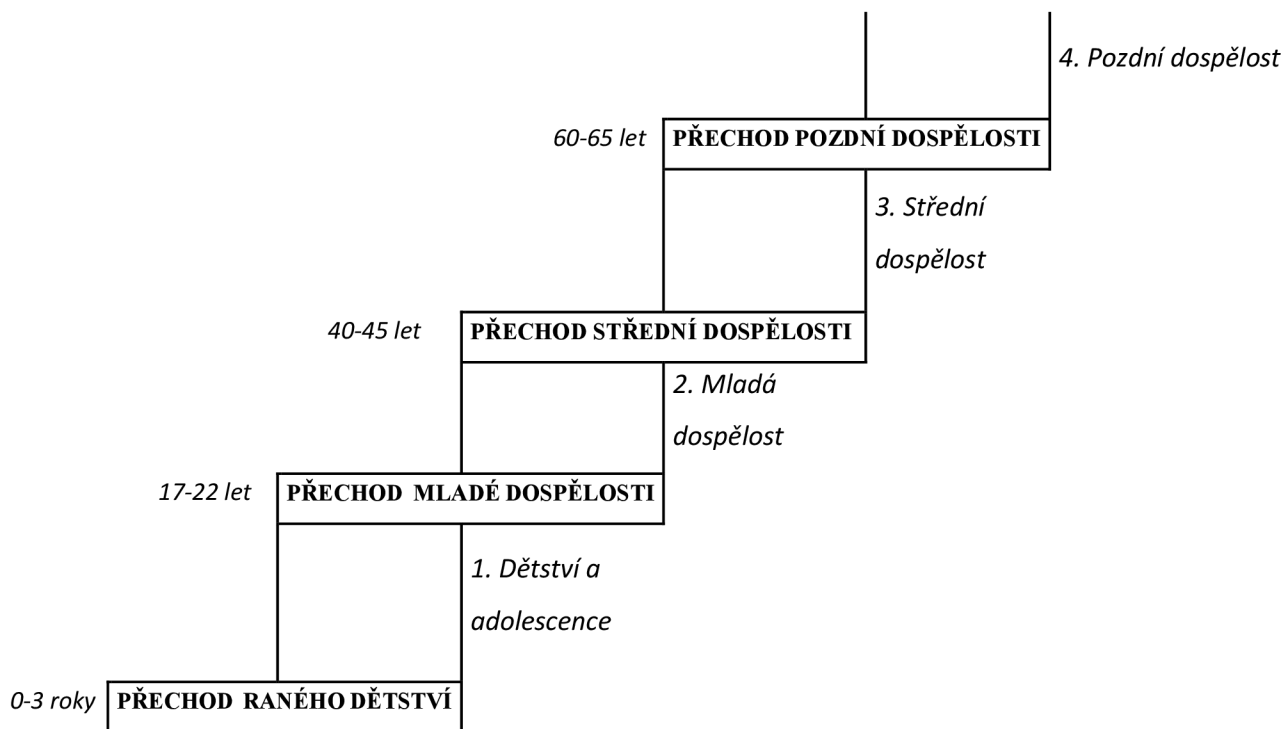 4. Pozdní dospělost
60-65 let
PŘECHOD POZDNÍ DOSPĚLOSTI
3. Střední
dospělost
40-45 let
PŘECHOD STŘEDNÍ DOSPĚLOSTI
2. Mladá
dospělost
17-22 let
PŘECHOD MLADÉ DOSPĚLOSTI
1. Dětství a
adolescence
0-3 roky
PŘECHOD RANÉHO DĚTSTVÍ